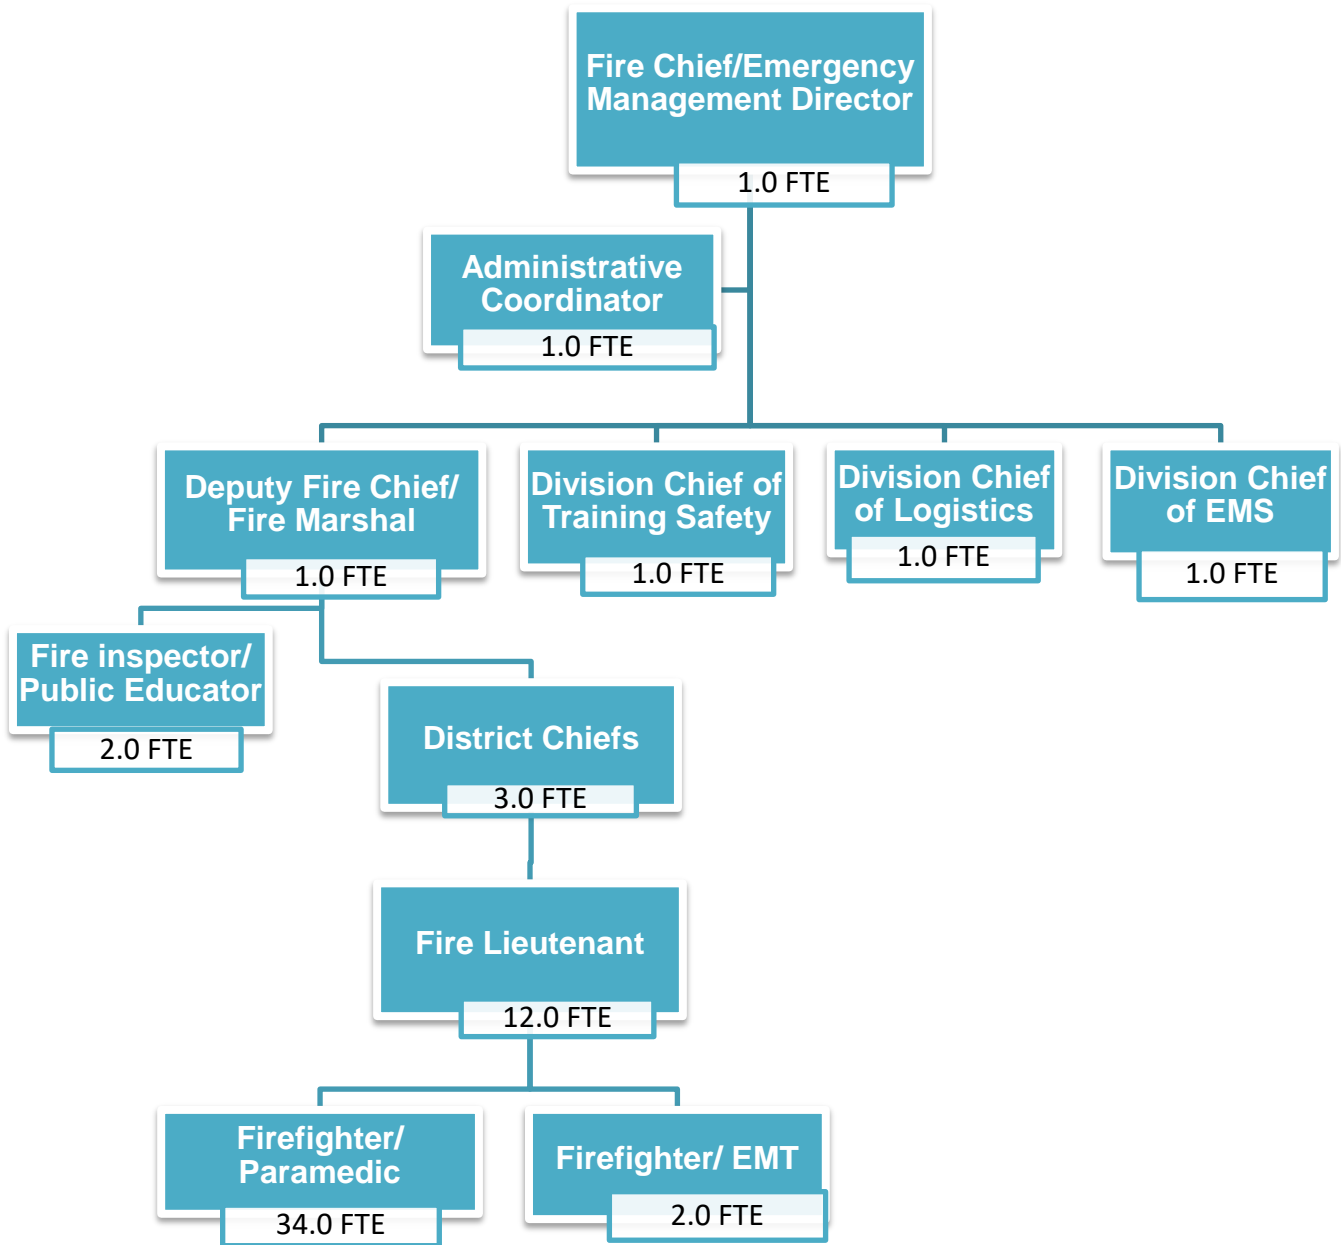 Fire Chief/Emergency
Management Director
1.0 FTE
Administrative
Coordinator
1.0 FTE
Deputy Fire Chief/
Fire Marshal
1.0 FTE
Division Chief of
Training Safety
1.0 FTE
Division Chief
of Logistics
1.0 FTE
Division Chief
of EMS
1.0 FTE
Fire inspector/
Public Educator
2.0 FTE
District Chiefs
3.0 FTE
Fire Lieutenant
12.0 FTE
Firefighter/
Paramedic
34.0 FTE
Firefighter/ EMT
2.0 FTE